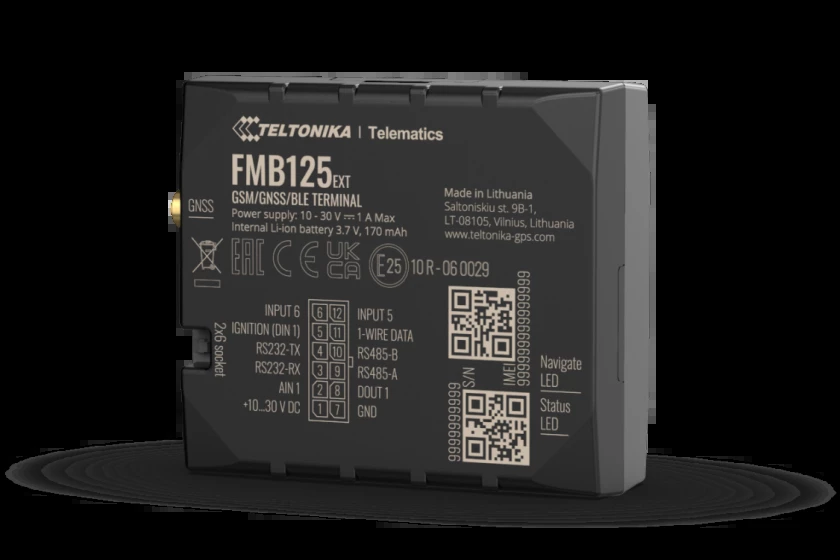 TELTONIKA | Telematics
FMB125 EXT
GSM/GNSS/BLE TERMINAL
Power supply: 10 - 30 V ⎓ 1 A Max
Internal Li-ion battery 3.7 V, 170 mAh
Made in Lithuania
Saltoniskiu st. 9B-1,
LT-08105, Vilnius, Lithuania
www.teltonika-gps.com
GNSS
EAC CE UK CA E25 10 R - 06 0029
2x6 socket
INPUT 6 6 12 INPUT 5
IGNITION (DIN 1) 5 11 1-WIRE DATA
RS232-TX 4 10 RS485-B
RS232-RX 3 9 RS485-A
AIN 1 2 8 DOUT 1
+10...30 V DC 1 7 GND
IMEI 999999999999999
S/N 9999999999
Navigate
LED
Status
LED